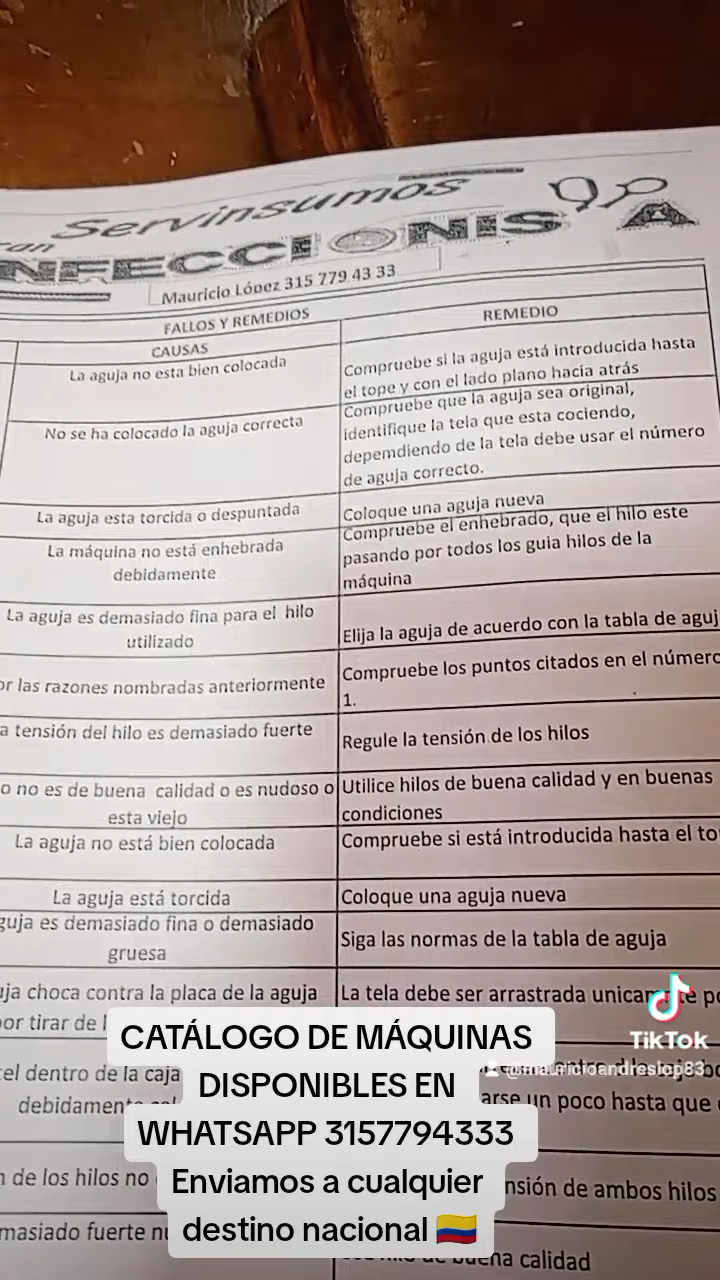 Servinsumos
ran
NFECCIONIS A
Mauricio López 315 779 43 33
FALLOS Y REMEDIOS
CAUSAS
REMEDIO
La aguja no esta bien colocada
Compruebe si la aguja está introducida hasta
el tope y con el lado plano hacia atrás
No se ha colocado la aguja correcta
Compruebe que la aguja sea original,
identifique la tela que esta cociendo,
depemdiendo de la tela debe usar el número
de aguja correcto.
La aguja esta torcida o despuntada
Coloque una aguja nueva
La máquina no está enhebrada
debidamente
Compruebe el enhebrado, que el hilo este
pasando por todos los guia hilos de la
máquina
La aguja es demasiado fina para el hilo
utilizado
Elija la aguja de acuerdo con la tabla de aguj
or las razones nombradas anteriormente
Compruebe los puntos citados en el número
1.
a tensión del hilo es demasiado fuerte
Regule la tensión de los hilos
o no es de buena calidad o es nudoso o
esta viejo
Utilice hilos de buena calidad y en buenas
condiciones
La aguja no está bien colocada
Compruebe si está introducida hasta el to
La aguja está torcida
Coloque una aguja nueva
guja es demasiado fina o demasiado
gruesa
Siga las normas de la tabla de aguja
uja choca contra la placa de la aguja
por tirar de l
La tela debe ser arrastrada unicamente po
TikTok
@mauricioandreslop83
CATÁLOGO DE MÁQUINAS
DISPONIBLES EN
WHATSAPP 3157794333
Enviamos a cualquier
destino nacional 🇨🇴
el dentro de la caja
debidament
arse un poco hasta que
n de los hilos no
nsión de ambos hilos
masiado fuerte
buena calidad